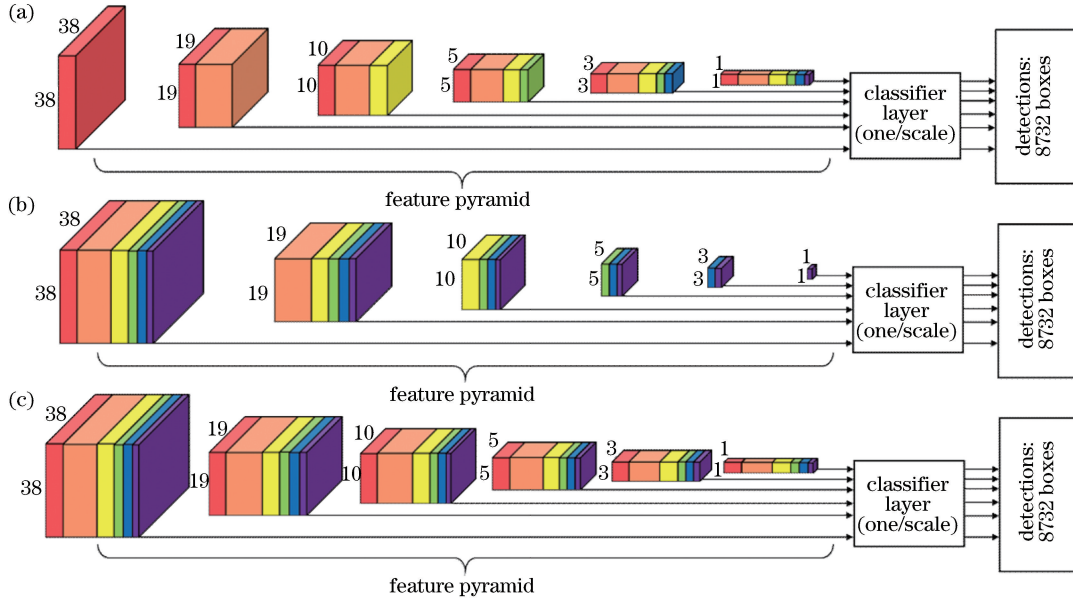 (a)
38
38
19
19
10
10
5
5
3
3
1
1
classifier
layer
(one/scale)
detections:
8732 boxes
feature pyramid
(b)
38
38
19
19
10
10
5
5
3
3
1
1
classifier
layer
(one/scale)
detections:
8732 boxes
feature pyramid
(c)
38
38
19
19
10
10
5
5
3
3
1
1
classifier
layer
(one/scale)
detections:
8732 boxes
feature pyramid